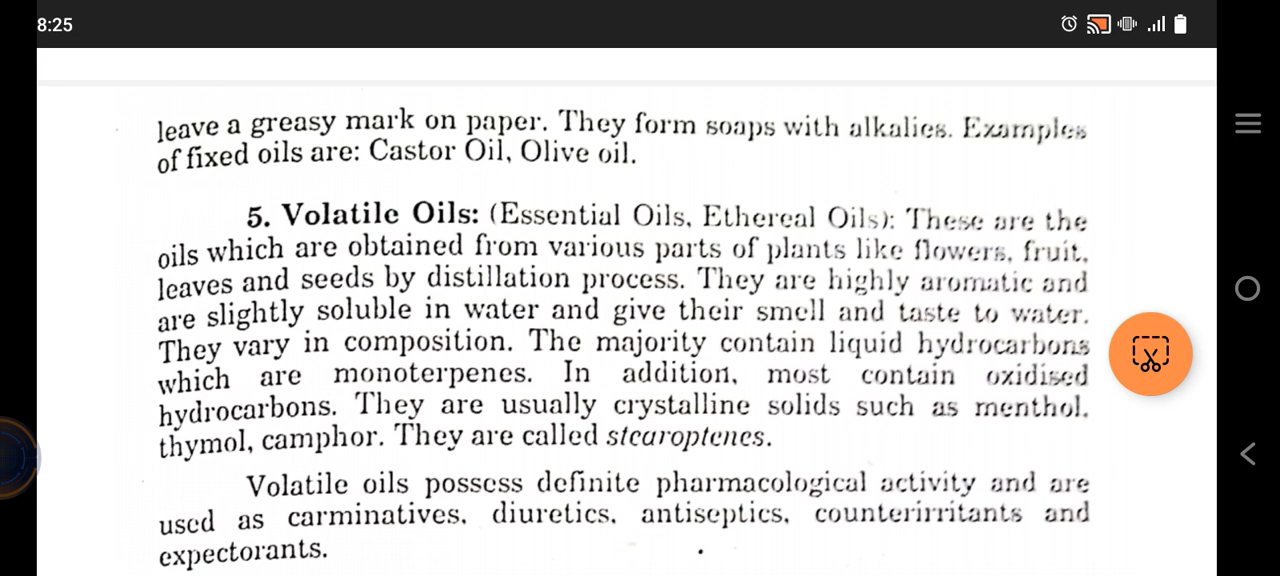 8:25
leave a greasy mark on paper. They form soaps with alkalies. Examples
of fixed oils are: Castor Oil, Olive oil.
5. Volatile Oils: (Essential Oils, Ethereal Oils): These are the
oils which are obtained from various parts of plants like flowers, fruit,
leaves and seeds by distillation process. They are highly aromatic and
are slightly soluble in water and give their smell and taste to water.
They vary in composition. The majority contain liquid hydrocarbons
which are monoterpenes. In addition, most contain oxidised
hydrocarbons. They are usually crystalline solids such as menthol,
thymol, camphor. They are called stearoptenes.
Volatile oils possess definite pharmacological activity and are
used as carminatives, diuretics, antiseptics, counterirritants and
expectorants.